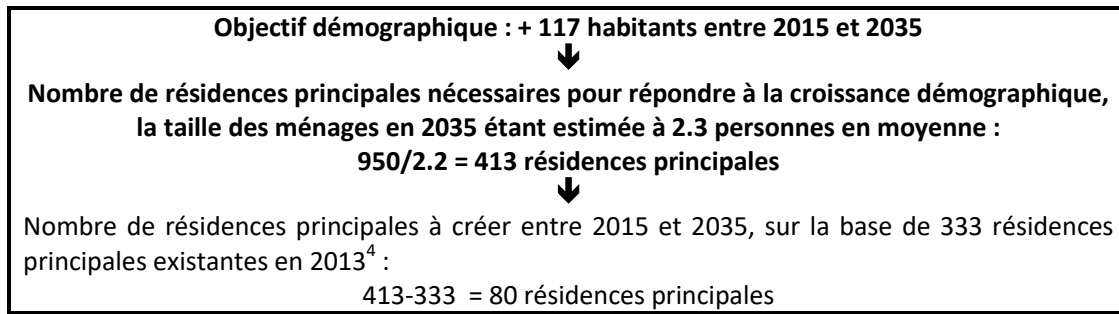 Objectif démographique : + 117 habitants entre 2015 et 2035
🡻
Nombre de résidences principales nécessaires pour répondre à la croissance démographique,
la taille des ménages en 2035 étant estimée à 2.3 personnes en moyenne :
950/2.2 = 413 résidences principales
🡻
Nombre de résidences principales à créer entre 2015 et 2035, sur la base de 333 résidences
principales existantes en 2013⁴ :
413-333 = 80 résidences principales